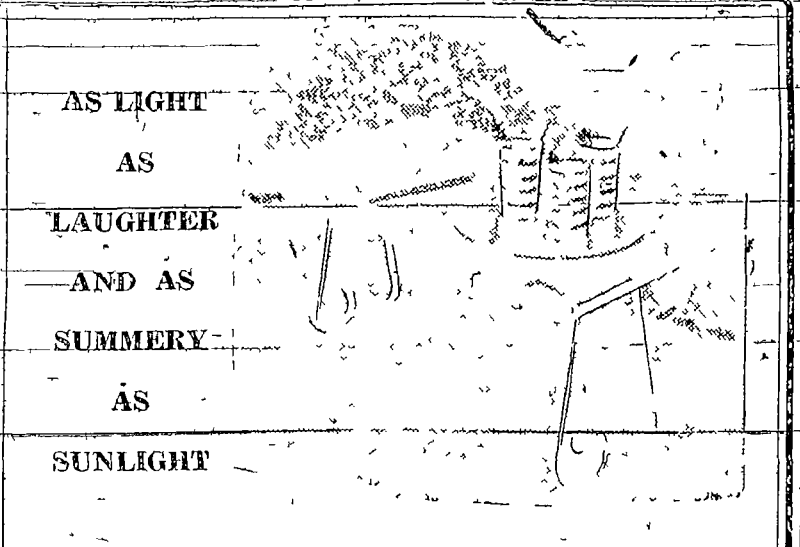 AS LIGHT
AS
LAUGHTER
AND AS
SUMMERY
AS
SUNLIGHT